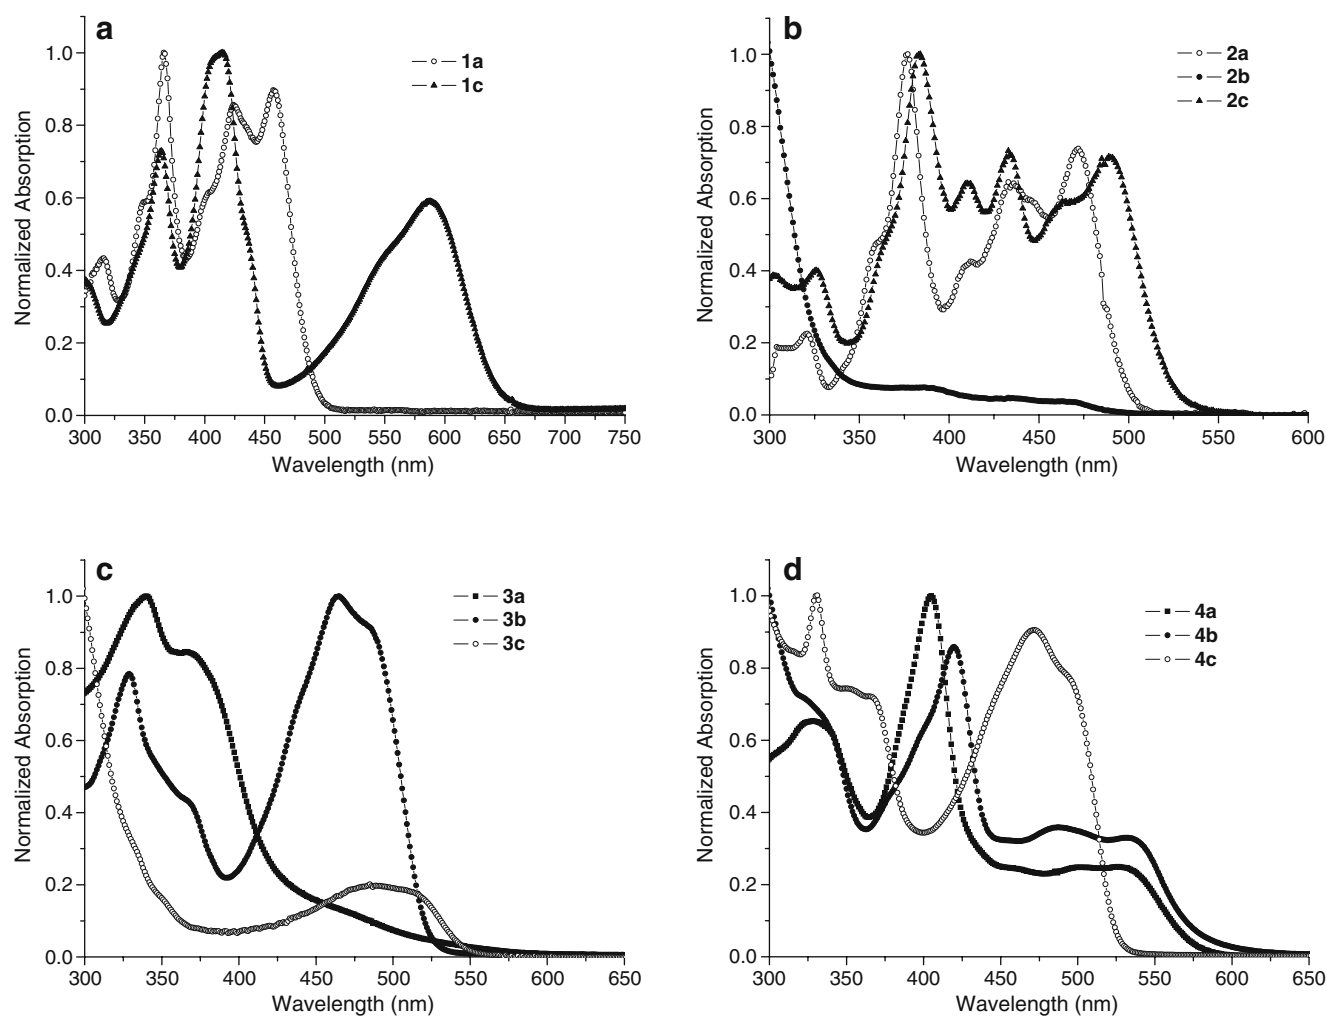 a
1a
1c
Normalized Absorption
1.0
0.8
0.6
0.4
0.2
0.0
300 350 400 450 500 550 600 650 700 750
Wavelength (nm)
b
2a
2b
2c
Normalized Absorption
1.0
0.8
0.6
0.4
0.2
0.0
300 350 400 450 500 550 600
Wavelength (nm)
c
3a
3b
3c
Normalized Absorption
1.0
0.8
0.6
0.4
0.2
0.0
300 350 400 450 500 550 600 650
Wavelength (nm)
d
4a
4b
4c
Normalized Absorption
1.0
0.8
0.6
0.4
0.2
0.0
300 350 400 450 500 550 600 650
Wavelength (nm)